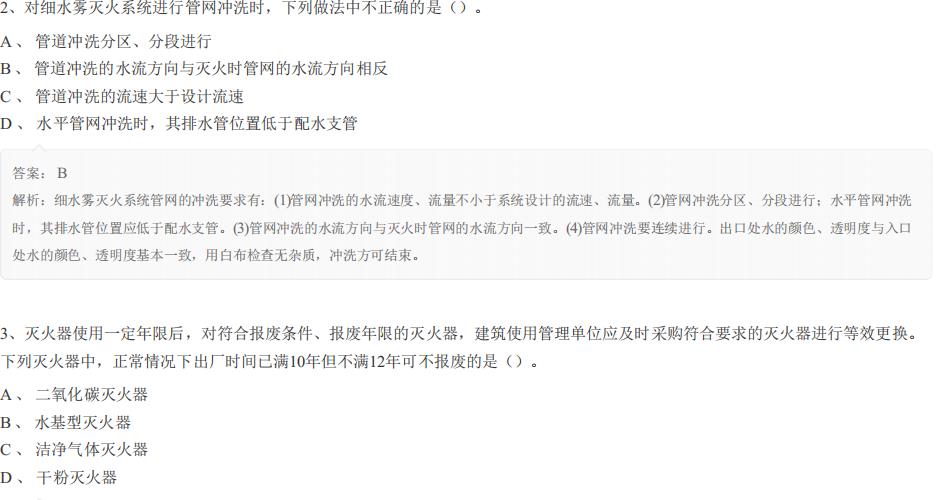 2、对细水雾灭火系统进行管网冲洗时，下列做法中不正确的是（）。
A 、 管道冲洗分区、分段进行
B 、 管道冲洗的水流方向与灭火时管网的水流方向相反
C 、 管道冲洗的流速大于设计流速
D 、 水平管网冲洗时，其排水管位置低于配水支管
答案： B
解析：细水雾灭火系统管网的冲洗要求有：(1)管网冲洗的水流速度、流量不小于系统设计的流速、流量。(2)管网冲洗分区、分段进行；水平管网冲洗
时，其排水管位置应低于配水支管。(3)管网冲洗的水流方向与灭火时管网的水流方向一致。(4)管网冲洗要连续进行。出口处水的颜色、透明度与入口
处水的颜色、透明度基本一致，用白布检查无杂质，冲洗方可结束。
3、灭火器使用一定年限后，对符合报废条件、报废年限的灭火器，建筑使用管理单位应及时采购符合要求的灭火器进行等效更换。
下列灭火器中，正常情况下出厂时间已满10年但不满12年可不报废的是（）。
A 、 二氧化碳灭火器
B 、 水基型灭火器
C 、 洁净气体灭火器
D 、 干粉灭火器